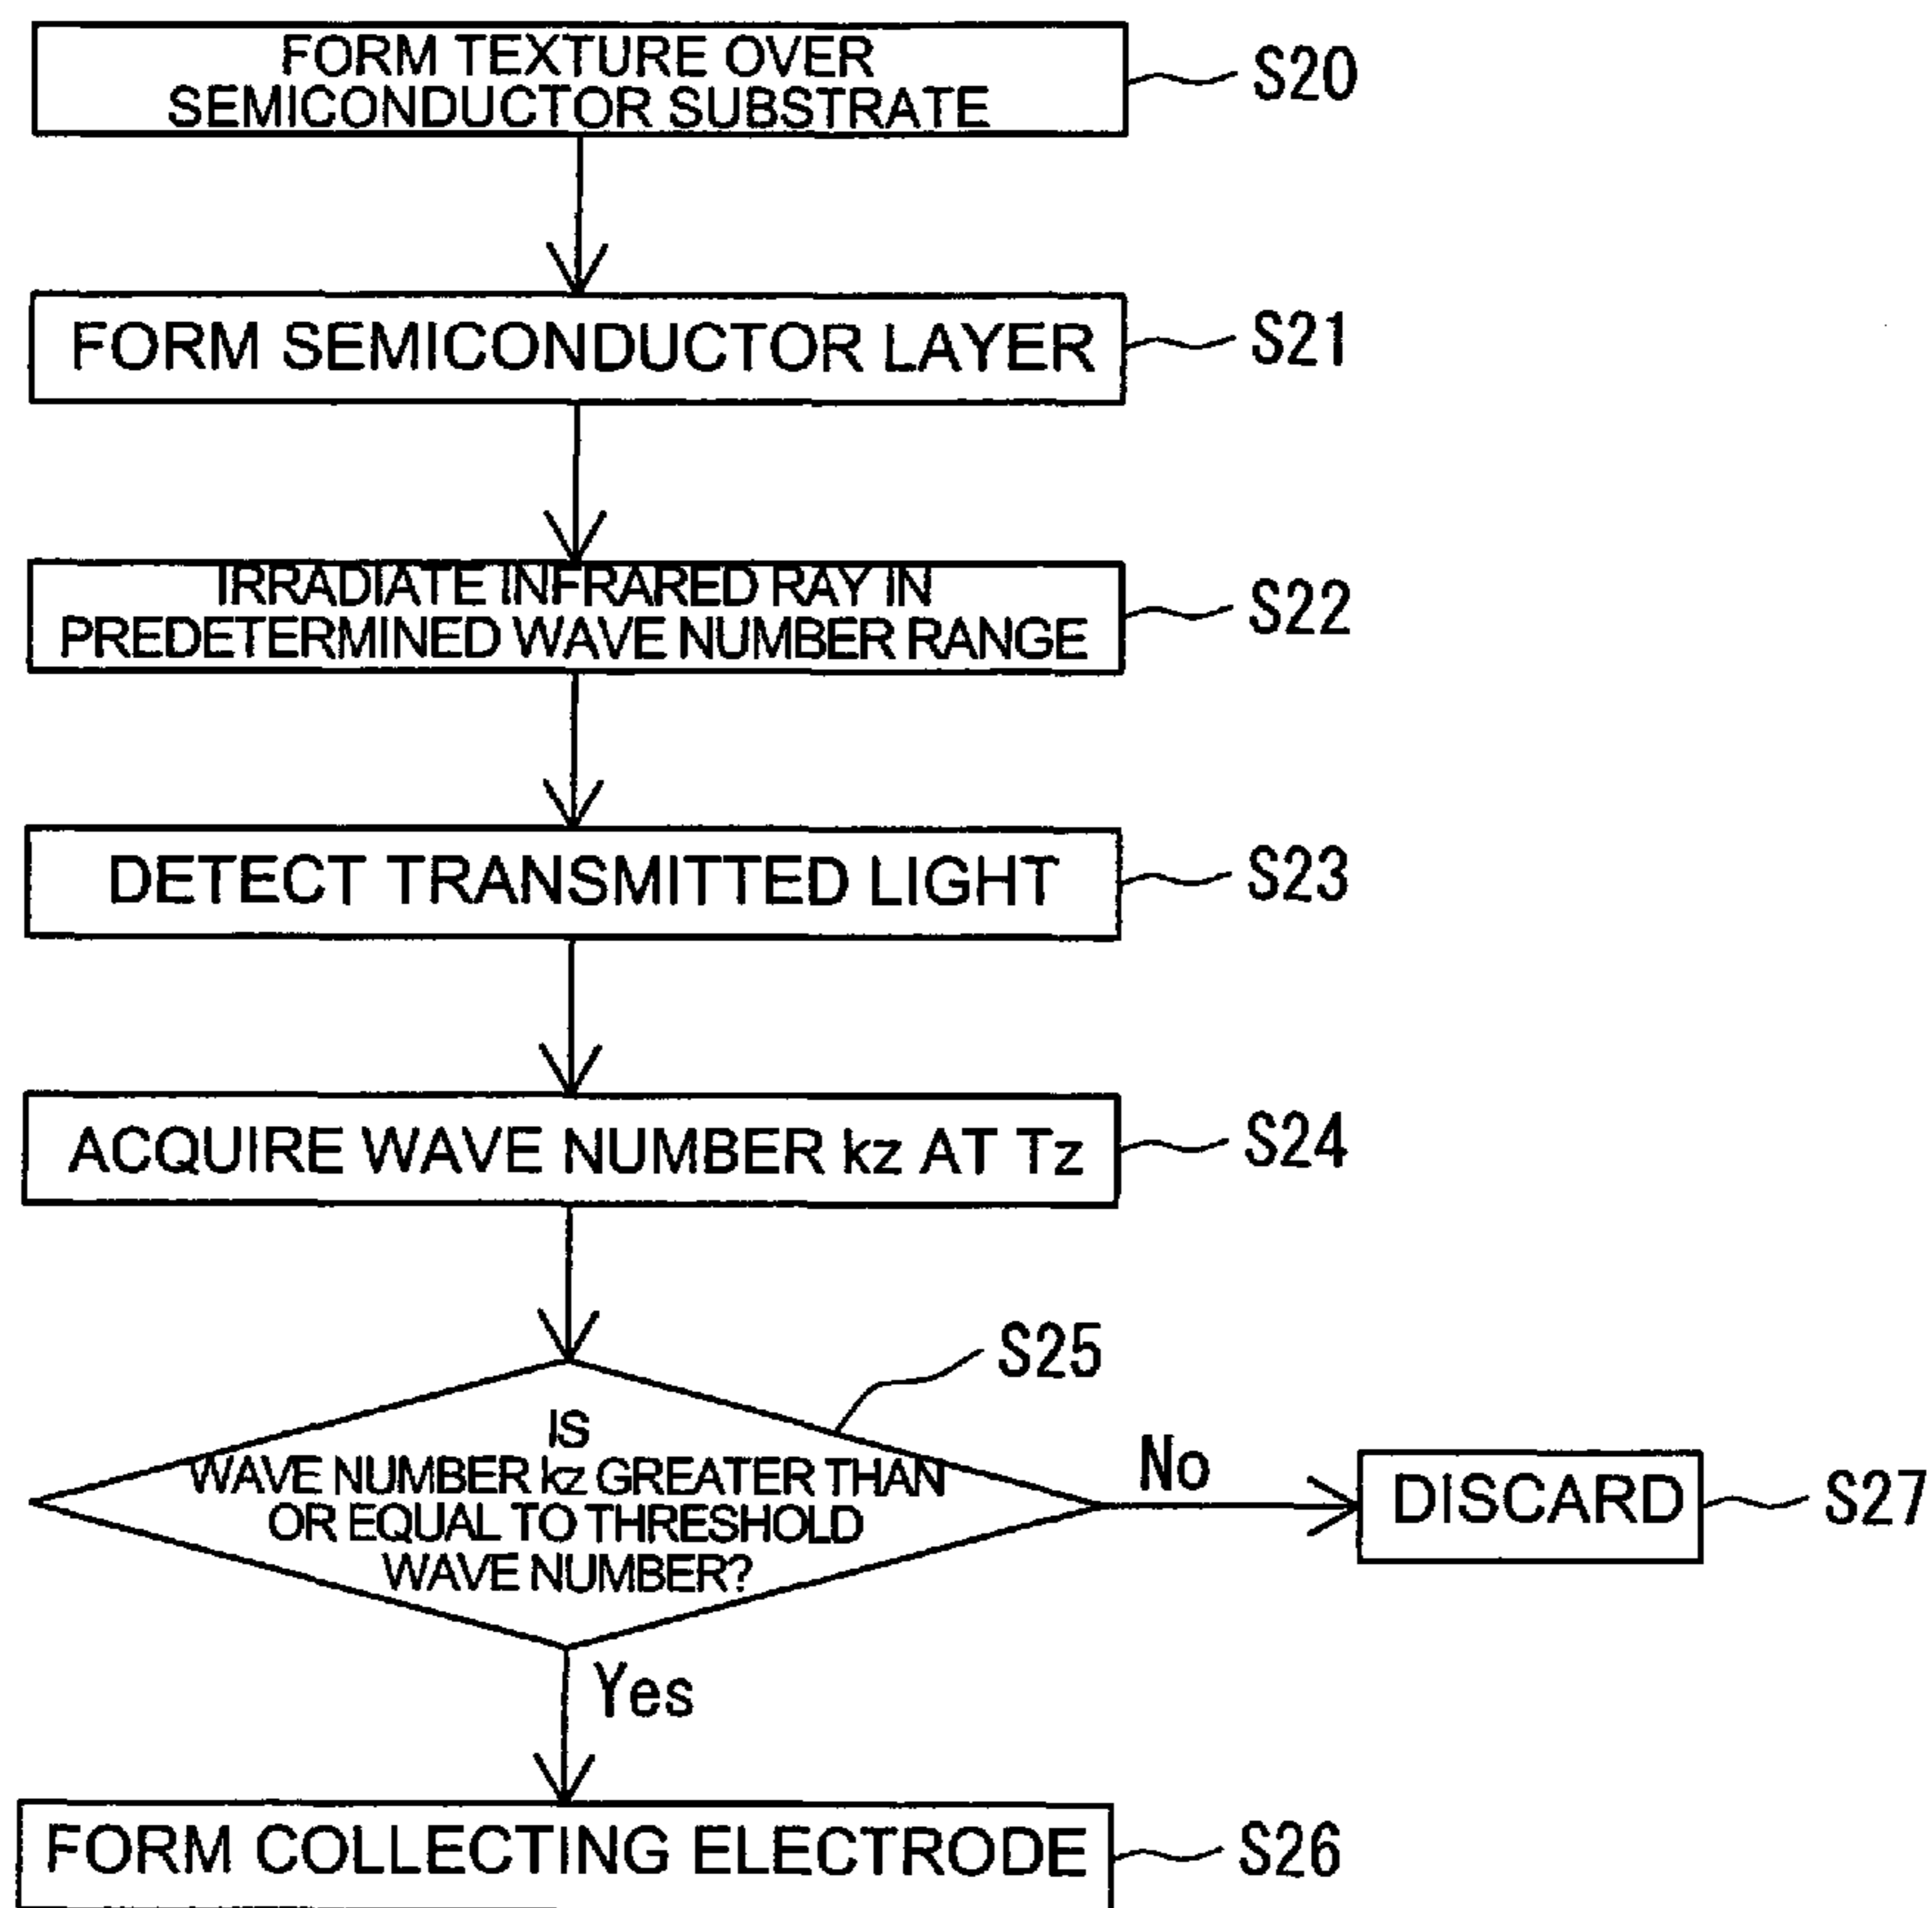 FORM TEXTURE OVER
SEMICONDUCTOR SUBSTRATE
S20
FORM SEMICONDUCTOR LAYER
S21
IRRADIATE INFRARED RAY IN
PREDETERMINED WAVE NUMBER RANGE
S22
DETECT TRANSMITTED LIGHT
S23
ACQUIRE WAVE NUMBER kz AT Tz
S24
S25
IS
WAVE NUMBER kz GREATER THAN
OR EQUAL TO THRESHOLD
WAVE NUMBER?
No
DISCARD
S27
Yes
FORM COLLECTING ELECTRODE
S26